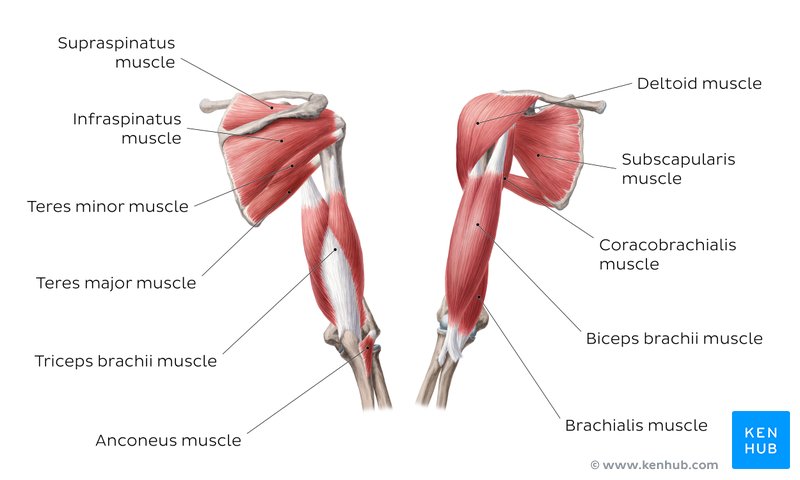 Supraspinatus
muscle
Infraspinatus
muscle
Teres minor muscle
Teres major muscle
Triceps brachii muscle
Anconeus muscle
Deltoid muscle
Subscapularis
muscle
Coracobrachialis
muscle
Biceps brachii muscle
Brachialis muscle
KEN
HUB
© www.kenhub.com